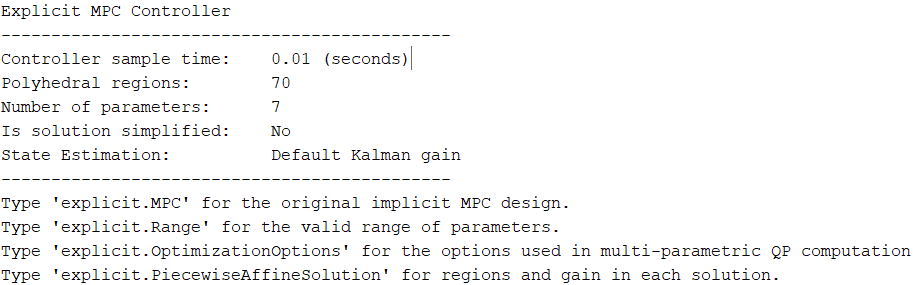 Explicit MPC Controller
---------------------------------------------
Controller sample time:    0.01 (seconds)
Polyhedral regions:        70
Number of parameters:      7
Is solution simplified:    No
State Estimation:          Default Kalman gain
---------------------------------------------
Type 'explicit.MPC' for the original implicit MPC design.
Type 'explicit.Range' for the valid range of parameters.
Type 'explicit.OptimizationOptions' for the options used in multi-parametric QP computation
Type 'explicit.PiecewiseAffineSolution' for regions and gain in each solution.